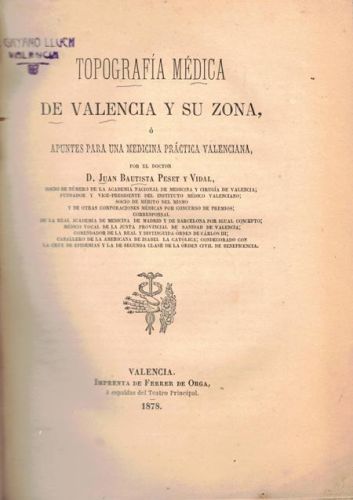 CAYANO LLUCH
VALENCIA
TOPOGRAFÍA MÉDICA
DE VALENCIA Y SU ZONA,
Ó
APUNTES PARA UNA MEDICINA PRÁCTICA VALENCIANA,
POR EL DOCTOR
D. JUAN BAUTISTA PESET Y VIDAL,
SOCIO DE NÚMERO DE LA ACADEMIA NACIONAL DE MEDICINA Y CIRUGÍA DE VALENCIA;
FUNDADOR Y VICE-PRESIDENTE DEL INSTITUTO MÉDICO VALENCIANO;
SOCIO DE MÉRITO DEL MISMO
Y DE OTRAS CORPORACIONES MÉDICAS POR CONCURSO DE PREMIOS;
CORRESPONSAL
DE LA REAL ACADEMIA DE MEDICINA DE MADRID Y DE BARCELONA POR IGUAL CONCEPTO;
MÉDICO VOCAL DE LA JUNTA PROVINCIAL DE SANIDAD DE VALENCIA;
COMENDADOR DE LA REAL Y DISTINGUIDA ÓRDEN DE CÁRLOS III;
CABALLERO DE LA AMERICANA DE ISABEL LA CATÓLICA; CONDECORADO CON
LA CRUZ DE EPIDEMIAS Y LA DE SEGUNDA CLASE DE LA ÓRDEN CIVIL DE BENEFICENCIA.
VALENCIA.
IMPRENTA DE FERRER DE ORGA,
á espaldas del Teatro Principal.
1878.